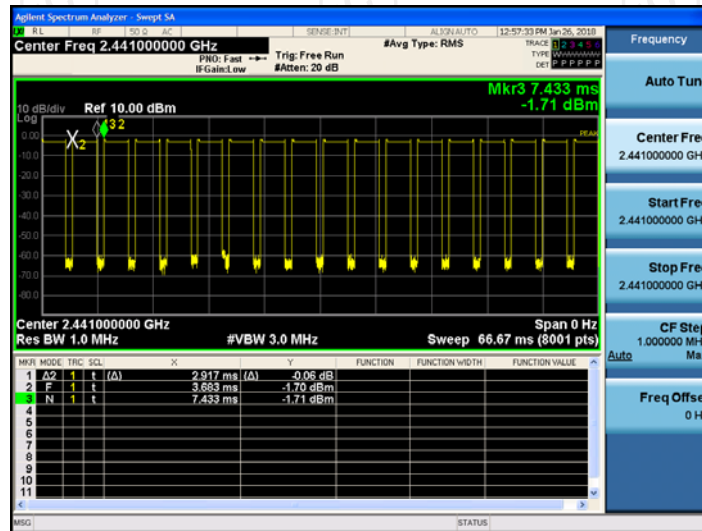 Agilent Spectrum Analyzer - Swept SA
RL RF 50 Ω AC SENSE:INT ALIGNAUTO 12:57:33 PM Jan 26, 2018
Center Freq 2.441000000 GHz #Avg Type: RMS TRACE 1 2 3 4 5 6
PNO: Fast Trig: Free Run TYPE
IFGain:Low #Atten: 20 dB DET P P P P P P
Frequency
Auto Tun
Center Fre
2.441000000 GH
Start Fre
2.441000000 GH
Stop Fre
2.441000000 GH
CF Step
1.000000 MH
Auto Ma
Freq Offse
0 H
Mkr3 7.433 ms
-1.71 dBm
10 dB/div Ref 10.00 dBm
Log
0.00
-10.0
-20.0
-30.0
-40.0
-50.0
-60.0
-70.0
-80.0
X2
32
PEAK
Center 2.441000000 GHz Span 0 Hz
Res BW 1.0 MHz #VBW 3.0 MHz Sweep 66.67 ms (8001 pts)
MKR MODE TRC SCL X Y FUNCTION FUNCTION WIDTH FUNCTION VALUE
1 Δ2 1 t (Δ) 2.917 ms (Δ) -0.06 dB
2 F 1 t 3.683 ms -1.70 dBm
3 N 1 t 7.433 ms -1.71 dBm
4
5
6
7
8
9
10
11
MSG STATUS